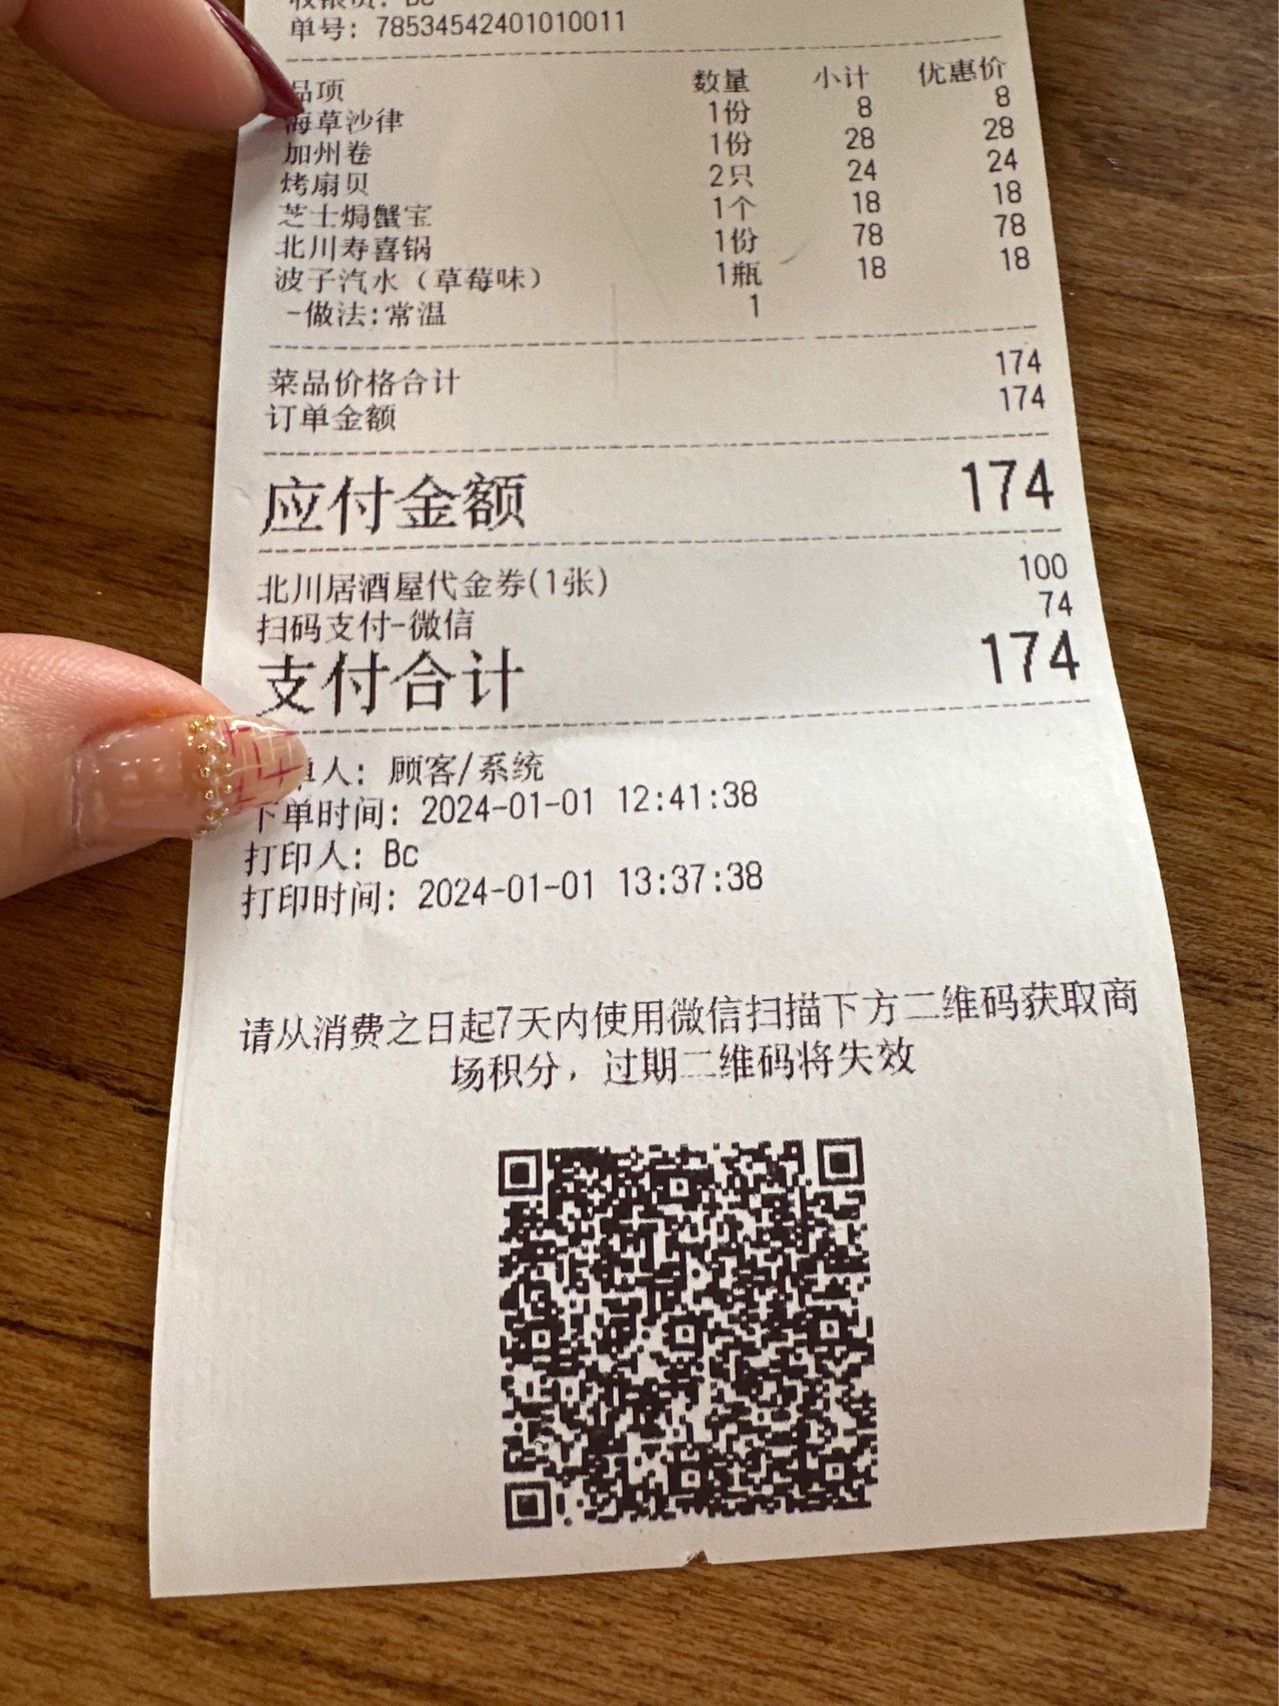 单号: 78534542401010011
品项 数量 小计 优惠价
海草沙律 1份 8 8
加州卷 1份 28 28
烤扇贝 2只 24 24
芝士焗蟹宝 1个 18 18
北川寿喜锅 1份 78 78
波子汽水（草莓味） 1瓶 18 18
-做法:常温 1
菜品价格合计 174
订单金额 174
应付金额 174
北川居酒屋代金券(1张) 100
扫码支付-微信 74
支付合计 174
单人: 顾客/系统
下单时间: 2024-01-01 12:41:38
打印人: Bc
打印时间: 2024-01-01 13:37:38
请从消费之日起7天内使用微信扫描下方二维码获取商
场积分，过期二维码将失效